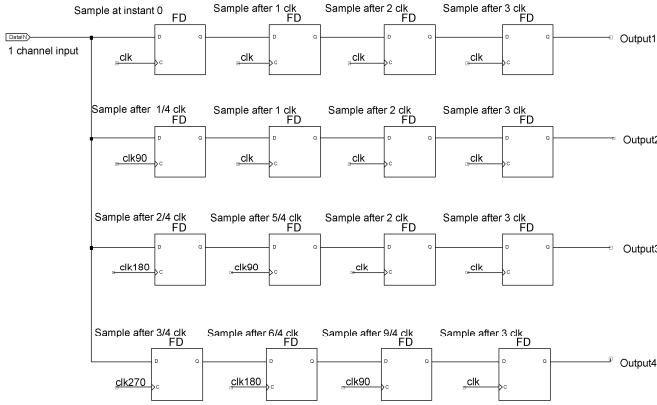 Sample at instant 0 Sample after 1 clk Sample after 2 clk Sample after 3 clk
FD FD FD FD
DataIN D Q D Q D Q D Q Output1
1 channel input
clk C clk C clk C clk C
Sample after 1/4 clk Sample after 1 clk Sample after 2 clk Sample after 3 clk
FD FD FD FD
D Q D Q D Q D Q Output2
clk90 C clk C clk C clk C
Sample after 2/4 clk Sample after 5/4 clk Sample after 2 clk Sample after 3 clk
FD FD FD FD
D Q D Q D Q D Q Output3
clk180 C clk90 C clk C clk C
Sample after 3/4 clk Sample after 6/4 clk Sample after 9/4 clk Sample after 3 clk
FD FD FD FD
D Q D Q D Q D Q Output4
clk270 C clk180 C clk90 C clk C